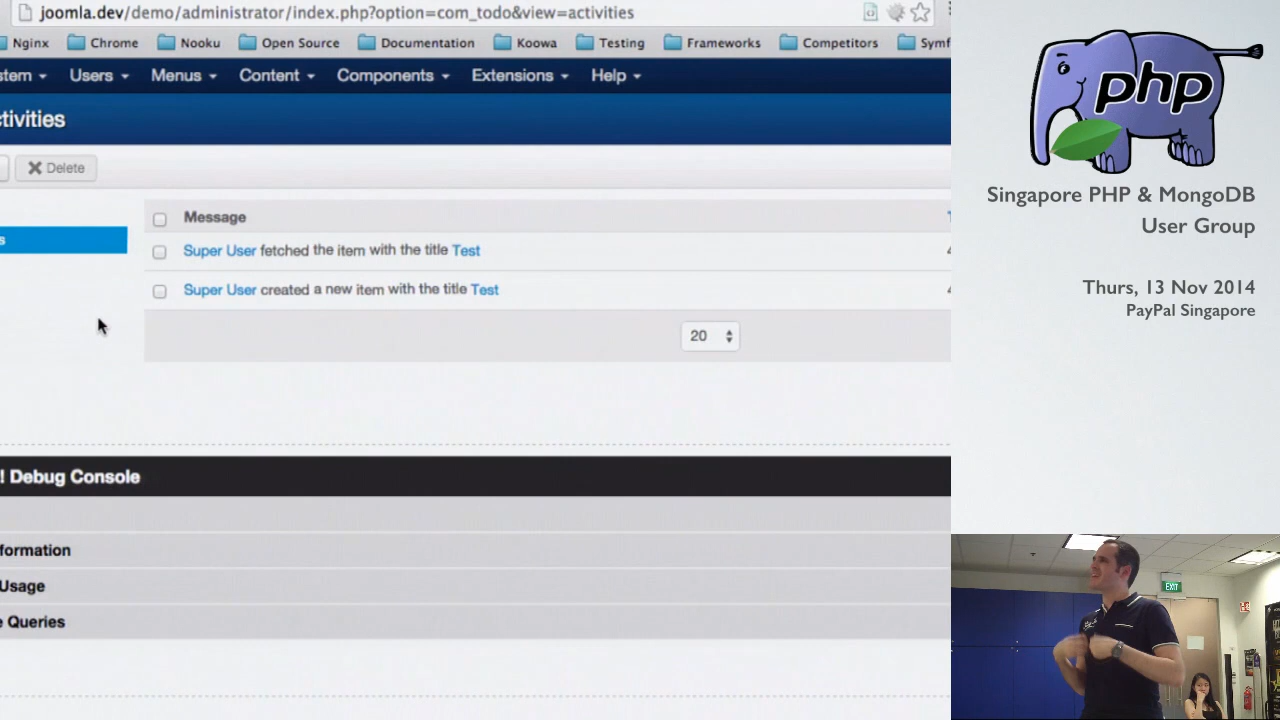 joomla.dev/demo/administrator/index.php?option=com_todo&view=activities
Nginx Chrome Nooku Open Source Documentation Koowa Testing Frameworks Competitors Symf
stem Users Menus Content Components Extensions Help
ctivities
Delete
s
Message
Super User fetched the item with the title Test
Super User created a new item with the title Test
20
! Debug Console
formation
Usage
e Queries
php
Singapore PHP & MongoDB
User Group
Thurs, 13 Nov 2014
PayPal Singapore
EXIT